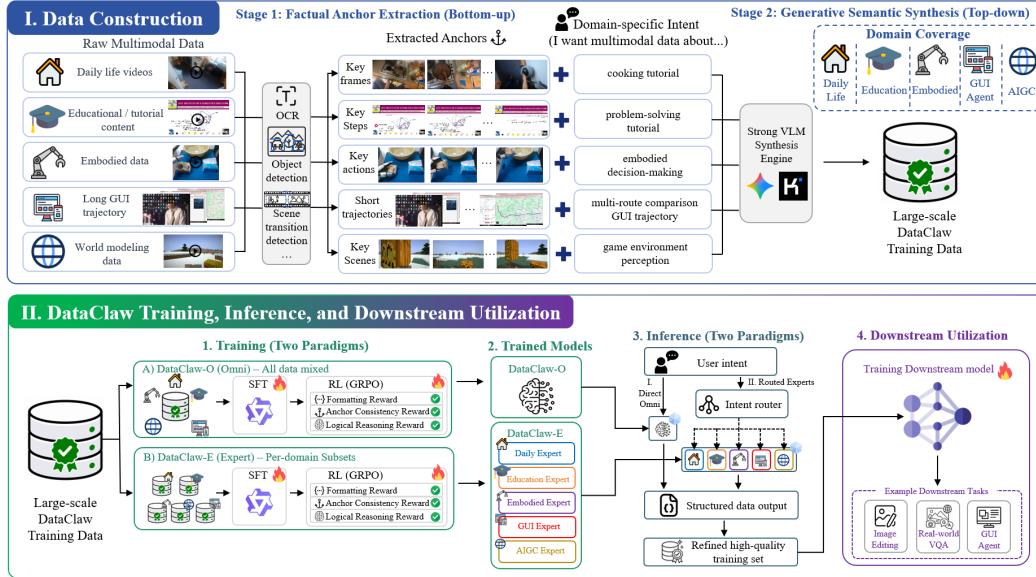 I. Data Construction
Stage 1: Factual Anchor Extraction (Bottom-up)
Domain-specific Intent
(I want multimodal data about...)
Stage 2: Generative Semantic Synthesis (Top-down)
Raw Multimodal Data
Extracted Anchors
Domain Coverage
Daily
Life
Education
Embodied
GUI
Agent
AIGC
Daily life videos
Educational / tutorial
content
Embodied data
Long GUI
trajectory
World modeling
data
OCR
Object
detection
Scene
transition
detection
...
Key
frames
...
cooking tutorial
Key
Steps
...
problem-solving
tutorial
Key
actions
...
embodied
decision-making
Short
trajectories
...
multi-route comparison
GUI trajectory
Key
Scenes
...
game environment
perception
Strong VLM
Synthesis
Engine
Large-scale
DataClaw
Training Data
II. DataClaw Training, Inference, and Downstream Utilization
1. Training (Two Paradigms)
A) DataClaw-O (Omni) – All data mixed
SFT
RL (GRPO)
Formatting Reward
Anchor Consistency Reward
Logical Reasoning Reward
B) DataClaw-E (Expert) – Per-domain Subsets
SFT
RL (GRPO)
Formatting Reward
Anchor Consistency Reward
Logical Reasoning Reward
Large-scale
DataClaw
Training Data
2. Trained Models
DataClaw-O
DataClaw-E
Daily Expert
Education Expert
Embodied Expert
GUI Expert
AIGC Expert
3. Inference (Two Paradigms)
User intent
I.
Direct
Omni
II. Routed Experts
Intent router
Structured data output
Refined high-quality
training set
4. Downstream Utilization
Training Downstream model
Example Downstream Tasks
Image
Editing
Real-world
VQA
GUI
Agent